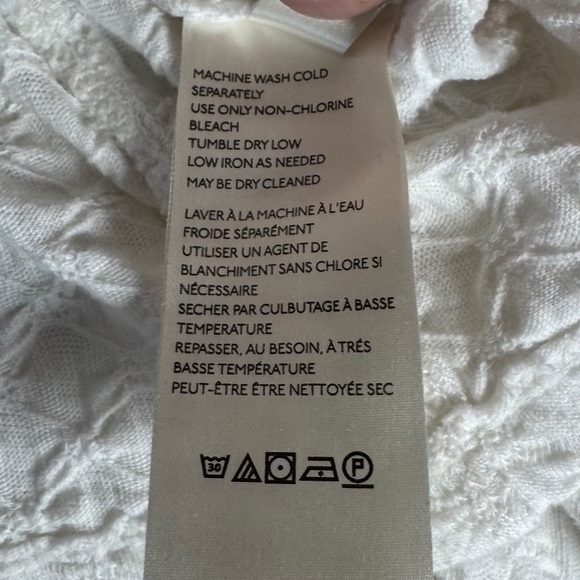 MACHINE WASH COLD
SEPARATELY
USE ONLY NON-CHLORINE
BLEACH
TUMBLE DRY LOW
LOW IRON AS NEEDED
MAY BE DRY CLEANED
LAVER À LA MACHINE À L'EAU
FROIDE SÉPARÉMENT
UTILISER UN AGENT DE
BLANCHIMENT SANS CHLORE SI
NÉCESSAIRE
SECHER PAR CULBUTAGE À BASSE
TEMPERATURE
REPASSER, AU BESOIN, À TRÉS
BASSE TEMPÉRATURE
PEUT-ÊTRE ÊTRE NETTOYÉE SEC
30 P